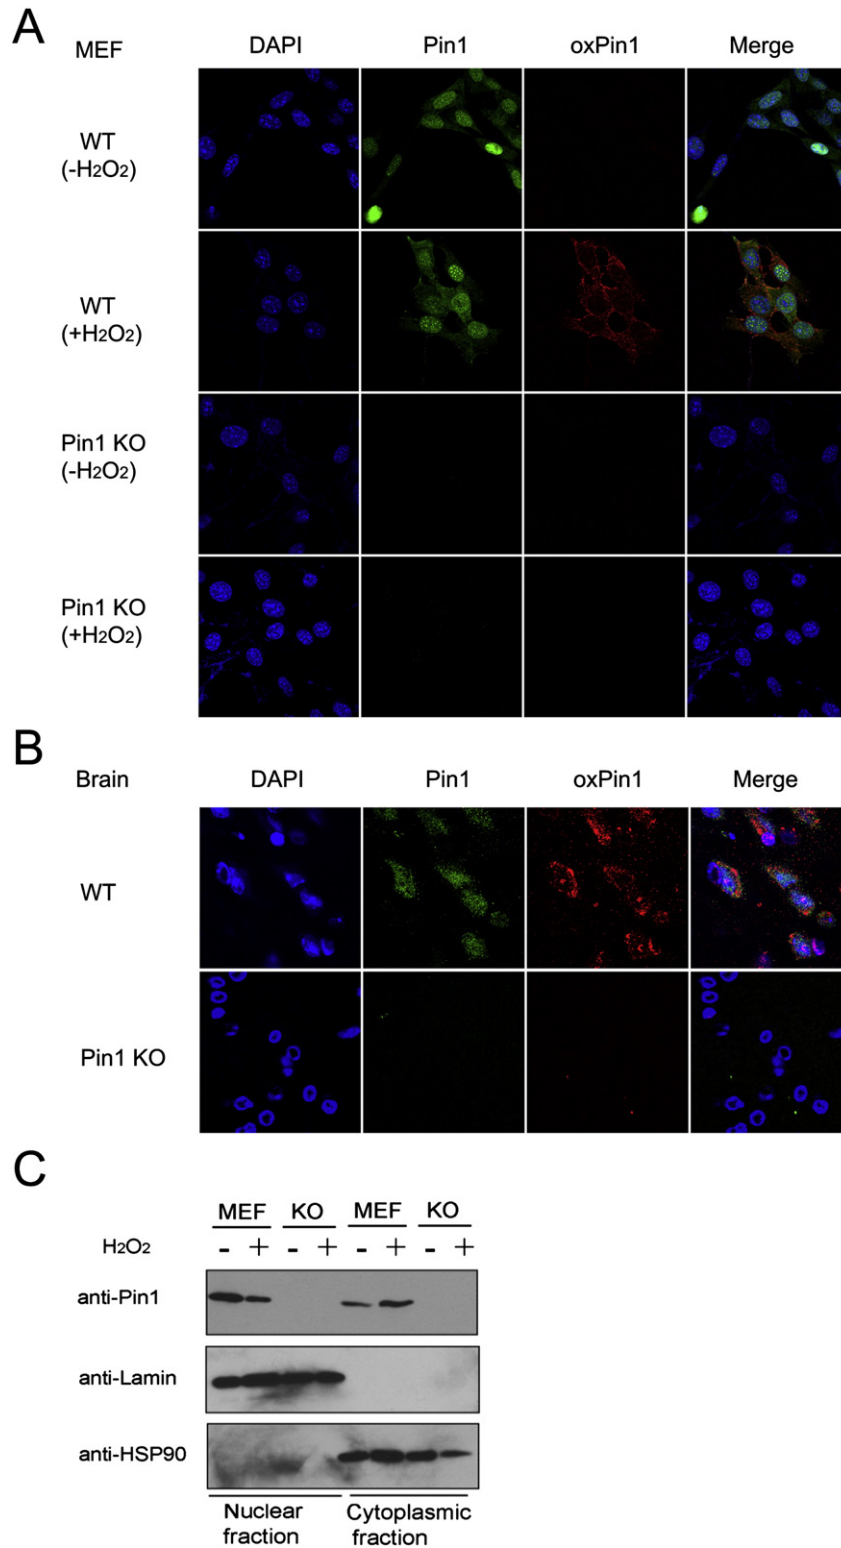 A
MEF DAPI Pin1 oxPin1 Merge
WT
(-H2O2)
WT
(+H2O2)
Pin1 KO
(-H2O2)
Pin1 KO
(+H2O2)
B
Brain DAPI Pin1 oxPin1 Merge
WT
Pin1 KO
C
MEF KO MEF KO
H2O2 - + - + - + - +
anti-Pin1
anti-Lamin
anti-HSP90
Nuclear fraction
Cytoplasmic fraction